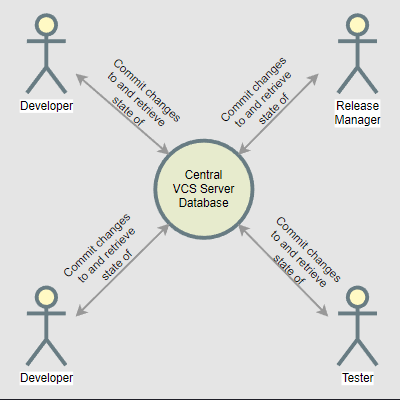 Commit changes
to and retrieve
state of
Commit changes
to and retrieve
state of
Developer
Release
Manager
Central
VCS Server
Database
Commit changes
to and retrieve
state of
Commit changes
to and retrieve
state of
Developer
Tester